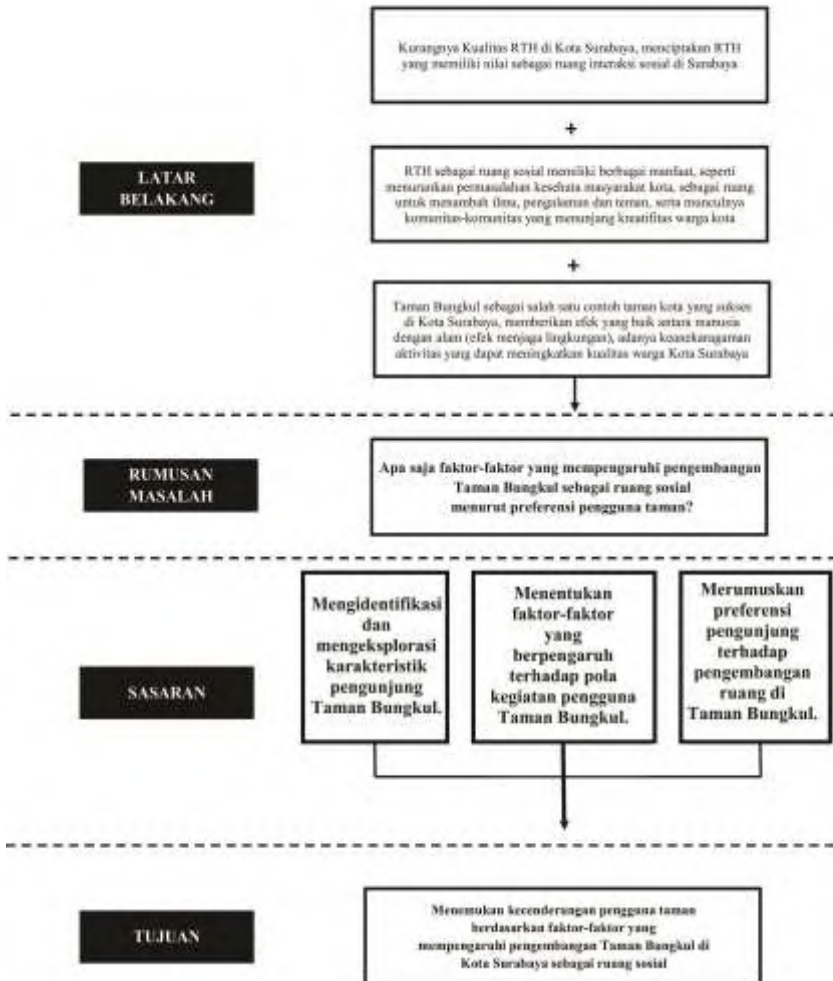 Kurangnya Kualitas RTH di Kota Surabaya, menciptakan RTH
yang memiliki nilai sebagai ruang interaksi sosial di Surabaya
+
LATAR
BELAKANG
RTH sebagai ruang sosial memiliki berbagai manfaat, seperti
menurunkan permasalahan kesehata masyarakat kota, sebagai ruang
untuk menambah ilmu, pengalaman dan teman, serta munculnya
komunitas-komunitas yang menunjang kreatifitas warga kota
+
Taman Bungkul sebagai salah satu contoh taman kota yang sukses
di Kota Surabaya, memberikan efek yang baik antara manusia
dengan alam (efek menjaga lingkungan), adanya keanekaragaman
aktivitas yang dapat meningkatkan kualitas warga Kota Surabaya
RUMUSAN
MASALAH
Apa saja faktor-faktor yang mempengaruhi pengembangan
Taman Bungkul sebagai ruang sosial
menurut preferensi pengguna taman?
SASARAN
Mengidentifikasi
dan
mengeksplorasi
karakteristik
pengunjung
Taman Bungkul.
Menentukan
faktor-faktor
yang
berpengaruh
terhadap pola
kegiatan pengguna
Taman Bungkul.
Merumuskan
preferensi
pengunjung
terhadap
pengembangan
ruang di
Taman Bungkul.
TUJUAN
Menemukan kecenderungan pengguna taman
berdasarkan faktor-faktor yang
mempengaruhi pengembangan Taman Bungkul di
Kota Surabaya sebagai ruang sosial